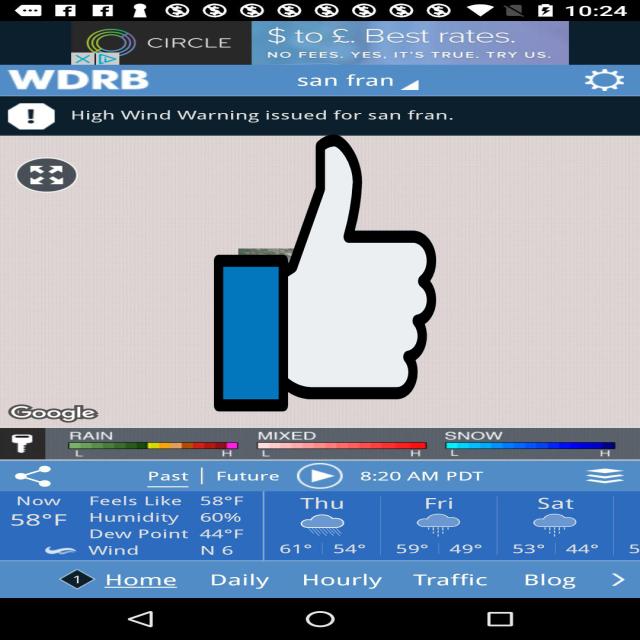 10:24
CIRCLE
$ to £. Best rates.
NO FEES. YES, IT'S TRUE. TRY US.
WDRB
san fran
High Wind Warning issued for san fran.
Google
RAIN MIXED SNOW
L H L H L H
Past | Future 8:20 AM PDT
Now
58°F
Feels Like 58°F
Humidity 60%
Dew Point 44°F
Wind N 6
Thu Fri Sat
61° 54° 59° 49° 53° 44° 5
1 Home Daily Hourly Traffic Blog >